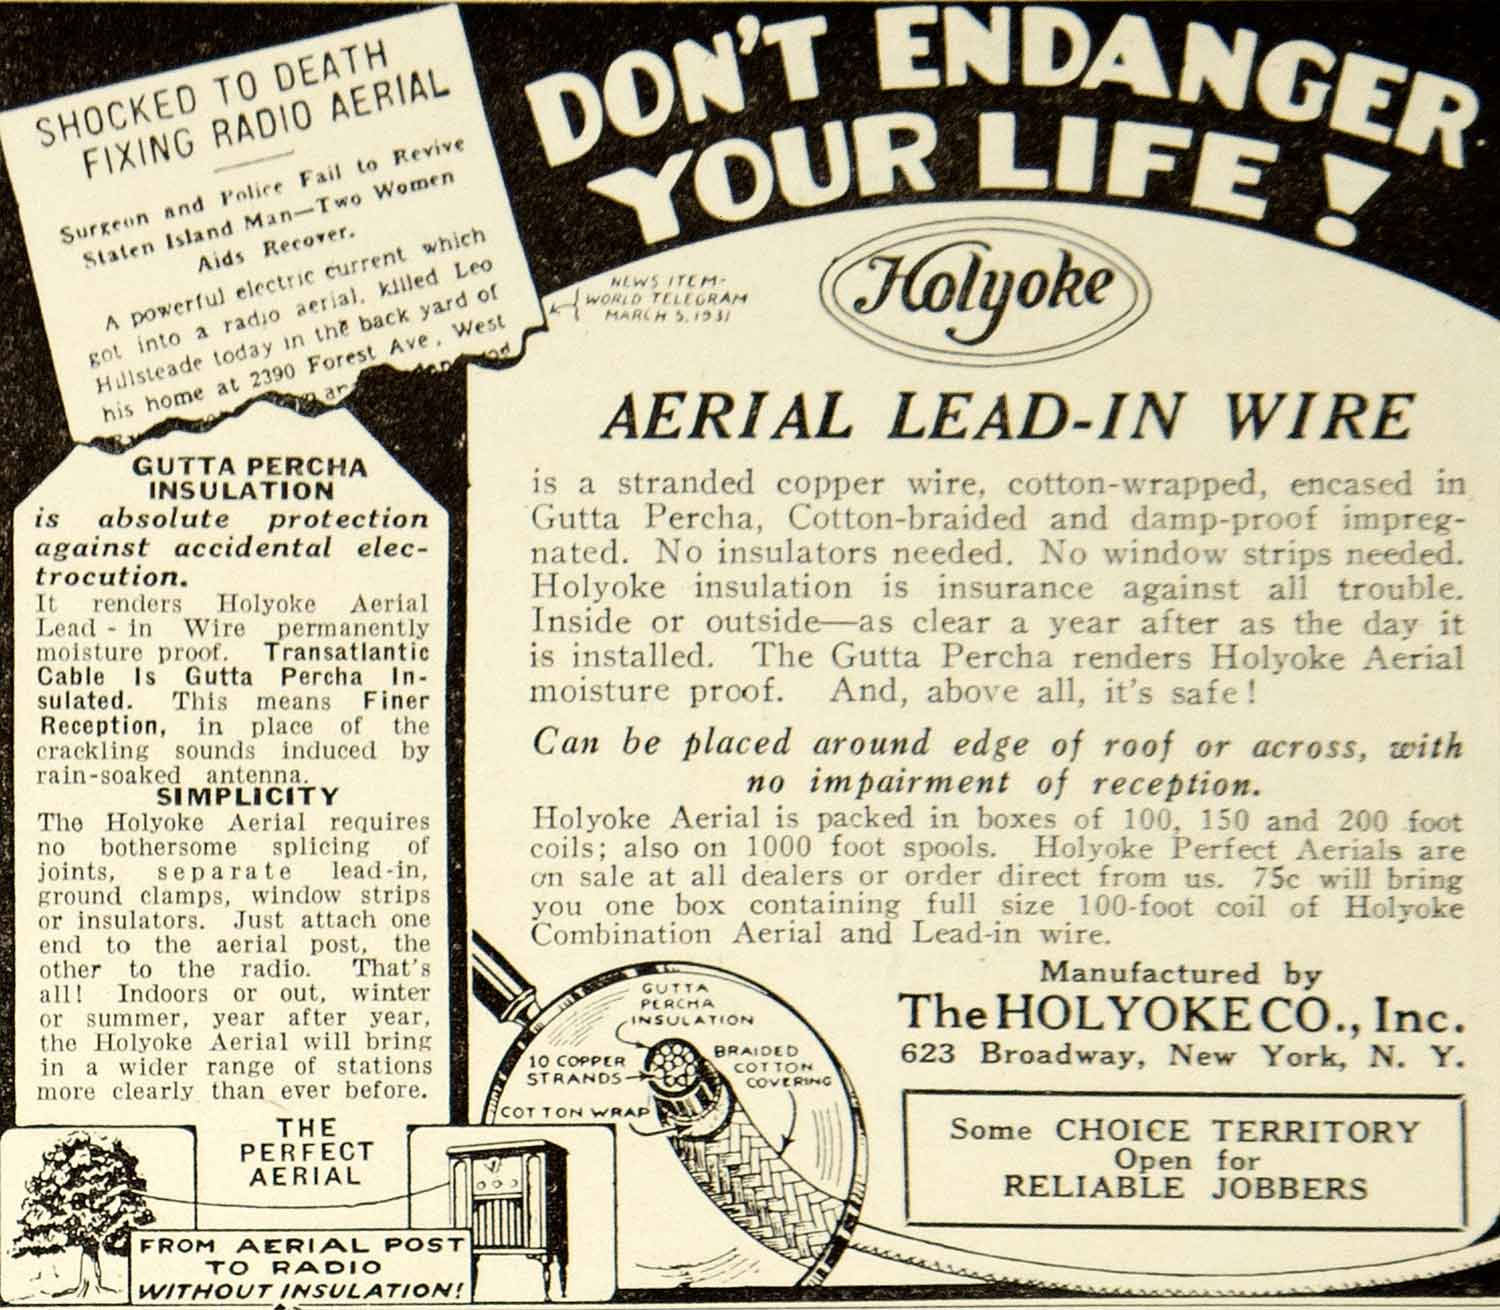 SHOCKED TO DEATH
FIXING RADIO AERIAL
Surgeon and Police Fail to Revive
Staten Island Man—Two Women
Aids Recover.
A powerful electric current which
got into a radio aerial, killed Leo
Hillsteade today in the back yard of
his home at 2390 Forest Ave., West
NEWS ITEM-
WORLD TELEGRAM
MARCH 5, 1931
DON'T ENDANGER
YOUR LIFE!
Holyoke
GUTTA PERCHA
INSULATION
is absolute protection
against accidental elec-
trocution.
It renders Holyoke Aerial
Lead-in Wire permanently
moisture proof. Transatlantic
Cable Is Gutta Percha In-
sulated. This means Finer
Reception, in place of the
crackling sounds induced by
rain-soaked antenna.
SIMPLICITY
The Holyoke Aerial requires
no bothersome splicing of
joints, separate lead-in,
ground clamps, window strips
or insulators. Just attach one
end to the aerial post, the
other to the radio. That's
all! Indoors or out, winter
or summer, year after year,
the Holyoke Aerial will bring
in a wider range of stations
more clearly than ever before.
THE
PERFECT
AERIAL
FROM AERIAL POST
TO RADIO
WITHOUT INSULATION!
AERIAL LEAD-IN WIRE
is a stranded copper wire, cotton-wrapped, encased in
Gutta Percha, Cotton-braided and damp-proof impreg-
nated. No insulators needed. No window strips needed.
Holyoke insulation is insurance against all trouble.
Inside or outside—as clear a year after as the day it
is installed. The Gutta Percha renders Holyoke Aerial
moisture proof. And, above all, it's safe!
Can be placed around edge of roof or across, with
no impairment of reception.
Holyoke Aerial is packed in boxes of 100, 150 and 200 foot
coils; also on 1000 foot spools. Holyoke Perfect Aerials are
on sale at all dealers or order direct from us. 75c will bring
you one box containing full size 100-foot coil of Holyoke
Combination Aerial and Lead-in wire.
GUTTA
PERCHA
INSULATION
10 COPPER
STRANDS
BRAIDED
COTTON
COVERING
COTTON WRAP
Manufactured by
The HOLYOKE CO., Inc.
623 Broadway, New York, N. Y.
Some CHOICE TERRITORY
Open for
RELIABLE JOBBERS